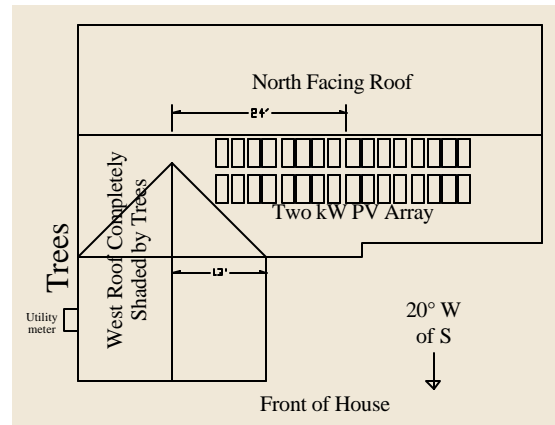 North Facing Roof
24'
Two kW PV Array
West Roof Completely
Shaded by Trees
Trees
13'
Utility
meter
20° W
of S
Front of House